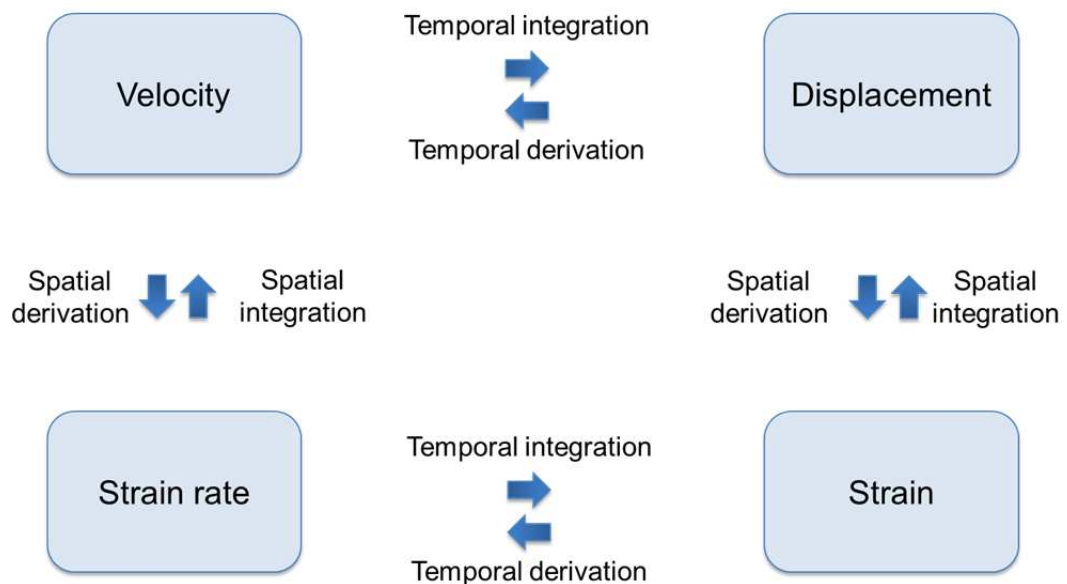 Temporal integration
Velocity
Displacement
Temporal derivation
Spatial
derivation
Spatial
integration
Spatial
derivation
Spatial
integration
Temporal integration
Strain rate
Strain
Temporal derivation